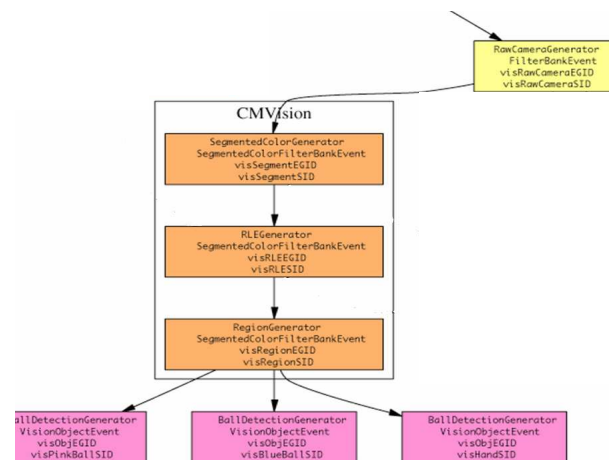 RawCameraGenerator
FilterBankEvent
visRawCameraEGID
visRawCameraSID
CMVision
SegmentedColorGenerator
SegmentedColorFilterBankEvent
visSegmentEGID
visSegmentSID
RLEGenerator
SegmentedColorFilterBankEvent
visRLEEGID
visRLESID
RegionGenerator
SegmentedColorFilterBankEvent
visRegionEGID
visRegionSID
allDetectionGenerator
VisionObjectEvent
visObjEGID
visPinkBallSID
BallDetectionGenerator
VisionObjectEvent
visObjEGID
visBlueBallSID
BallDetectionGenerator
VisionObjectEvent
visObjEGID
visHandSID